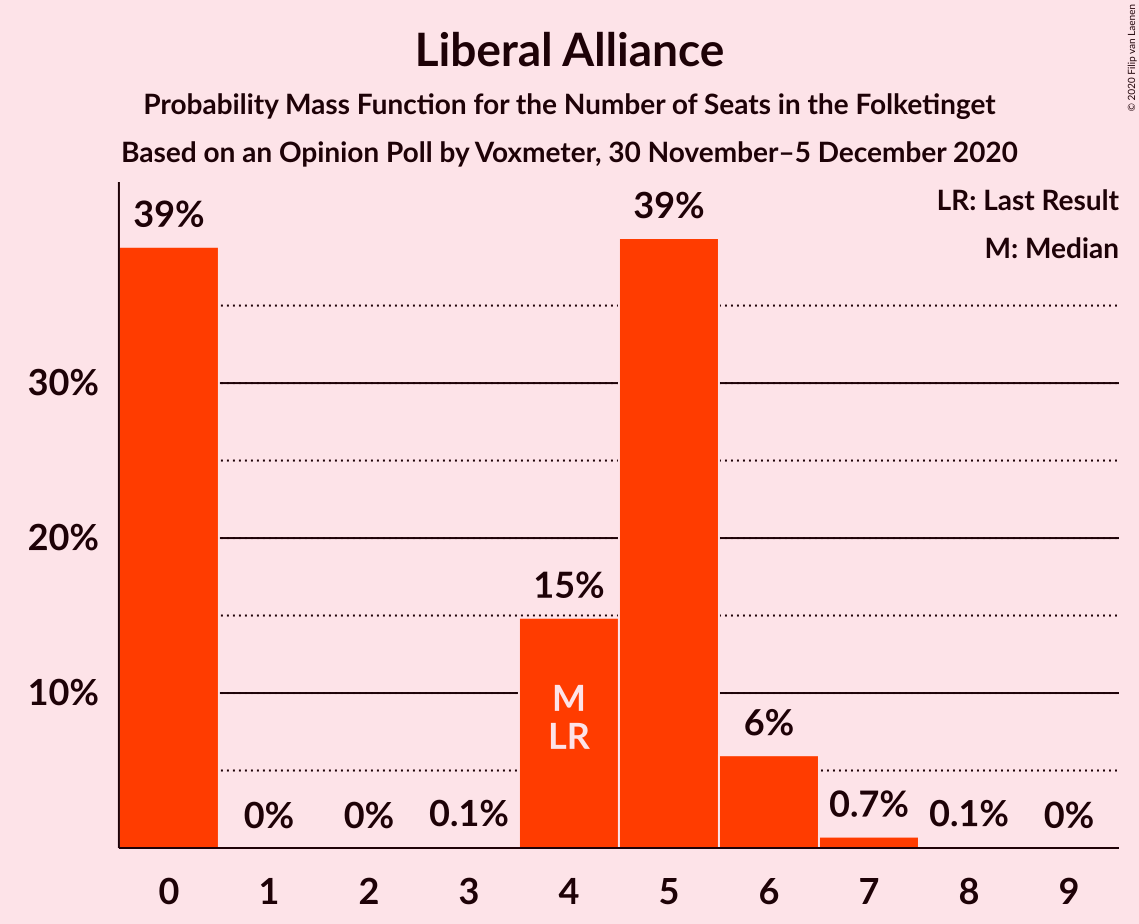 Liberal Alliance
Probability Mass Function for the Number of Seats in the Folketinget
Based on an Opinion Poll by Voxmeter, 30 November–5 December 2020
© 2020 Filip van Laenen
LR: Last Result
M: Median
39%
39%
30%
20%
15%
10%
M
LR
6%
0%
0%
0.1%
0.7%
0.1%
0%
0 1 2 3 4 5 6 7 8 9